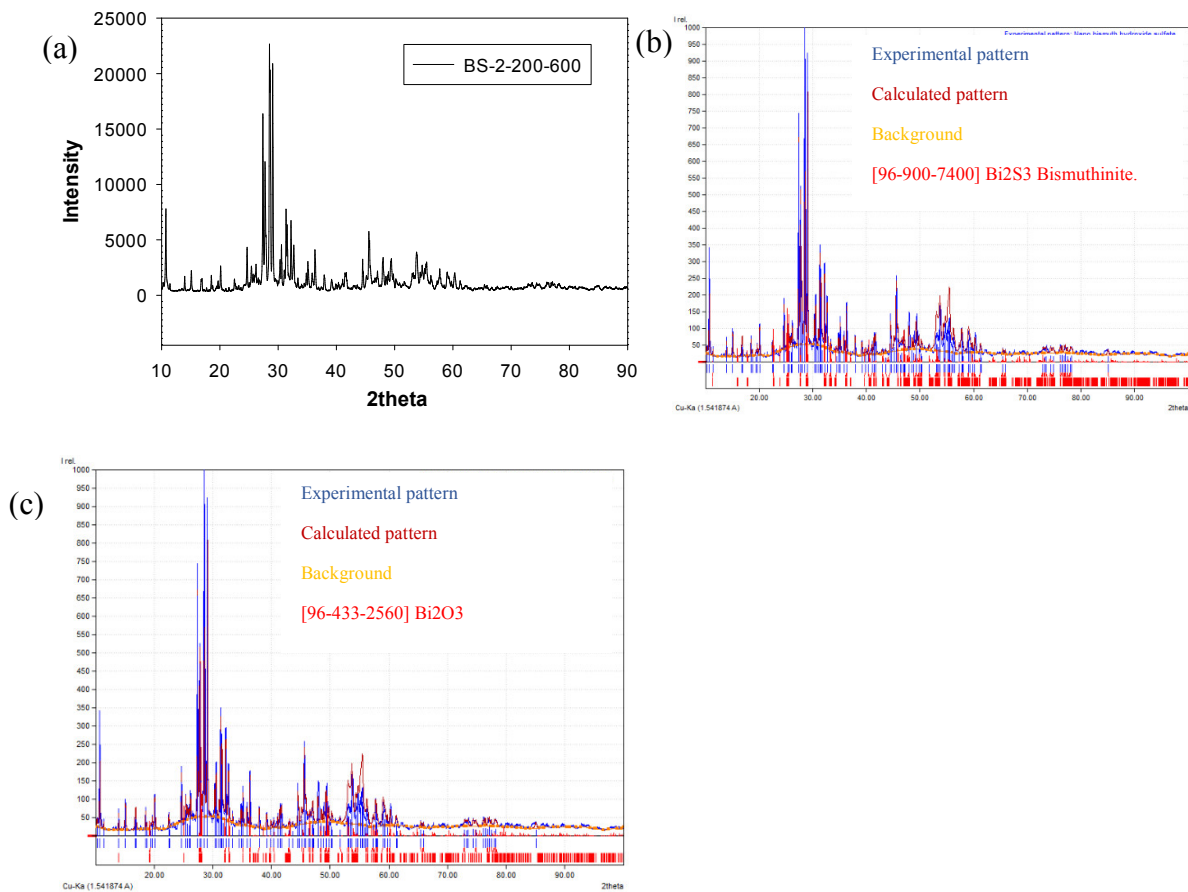 (a)
25000
20000
15000
10000
5000
0
Intensity
BS-2-200-600
10 20 30 40 50 60 70 80 90
2theta
(b)
I rel.
Experimental pattern: Nano bismuth hydroxide sulfate
1000
950
900
850
800
750
700
650
600
550
500
450
400
350
300
250
200
150
100
50
Experimental pattern
Calculated pattern
Background
[96-900-7400] Bi2S3 Bismuthinite.
20.00 30.00 40.00 50.00 60.00 70.00 80.00 90.00
Cu-Ka (1.541874 A)
2theta
(c)
I rel.
1000
950
900
850
800
750
700
650
600
550
500
450
400
350
300
250
200
150
100
50
Experimental pattern
Calculated pattern
Background
[96-433-2560] Bi2O3
20.00 30.00 40.00 50.00 60.00 70.00 80.00 90.00
Cu-Ka (1.541874 A)
2theta